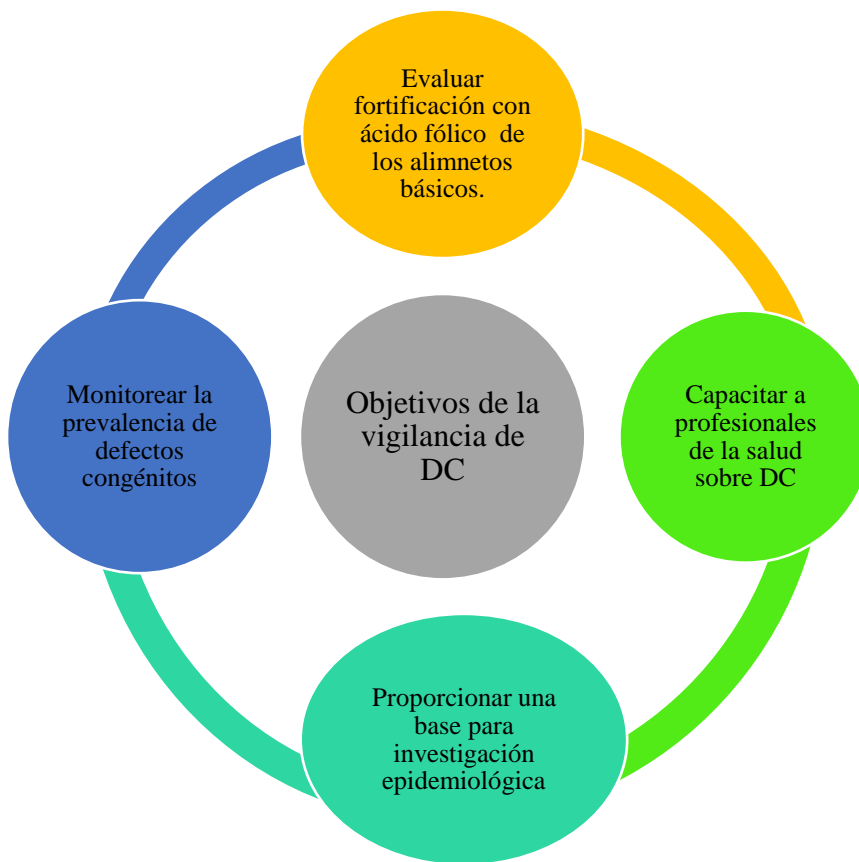 Evaluar
fortificación con
ácido fólico de
los alimnetos
básicos.
Monitorear la
prevalencia de
defectos
congénitos
Objetivos de la
vigilancia de
DC
Capacitar a
profesionales
de la salud
sobre DC
Proporcionar una
base para
investigación
epidemiológica